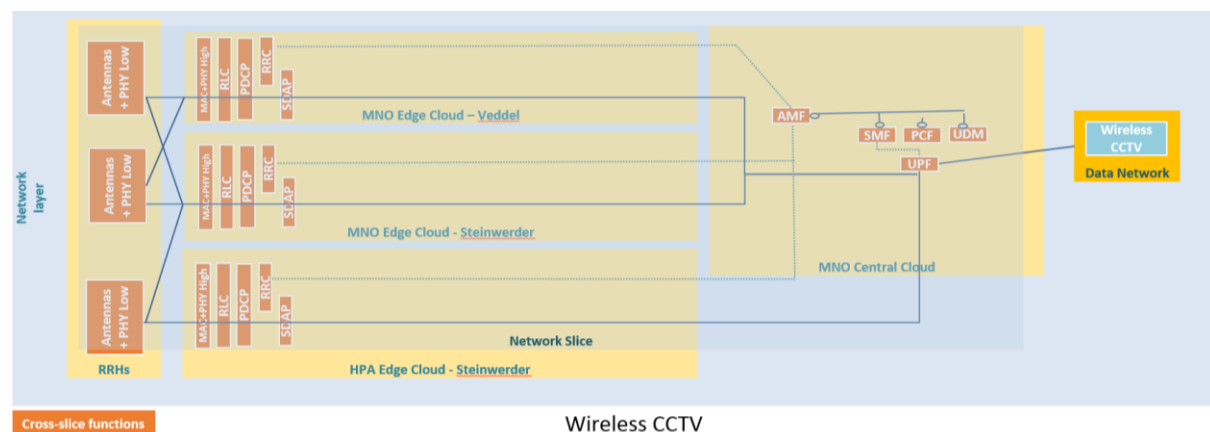 Network
layer
Antennas
+ PHY Low
Antennas
+ PHY Low
Antennas
+ PHY Low
RRHs
MAC+PHY High
RLC
PDCP
RRC
SDAP
MNO Edge Cloud – Veddel
MAC+PHY High
RLC
PDCP
RRC
SDAP
MNO Edge Cloud - Steinwerder
MAC+PHY High
RLC
PDCP
RRC
SDAP
Network Slice
HPA Edge Cloud - Steinwerder
AMF
SMF
PCF
UDM
UPF
MNO Central Cloud
Wireless
CCTV
Data Network
Cross-slice functions
Wireless CCTV